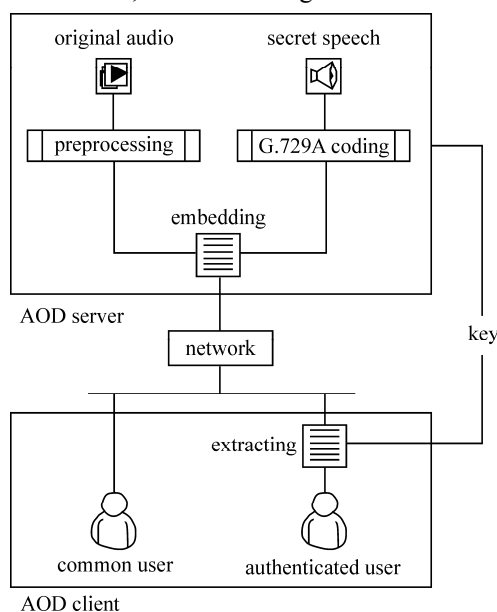 original audio
secret speech
preprocessing
G.729A coding
embedding
AOD server
network
key
extracting
common user
authenticated user
AOD client